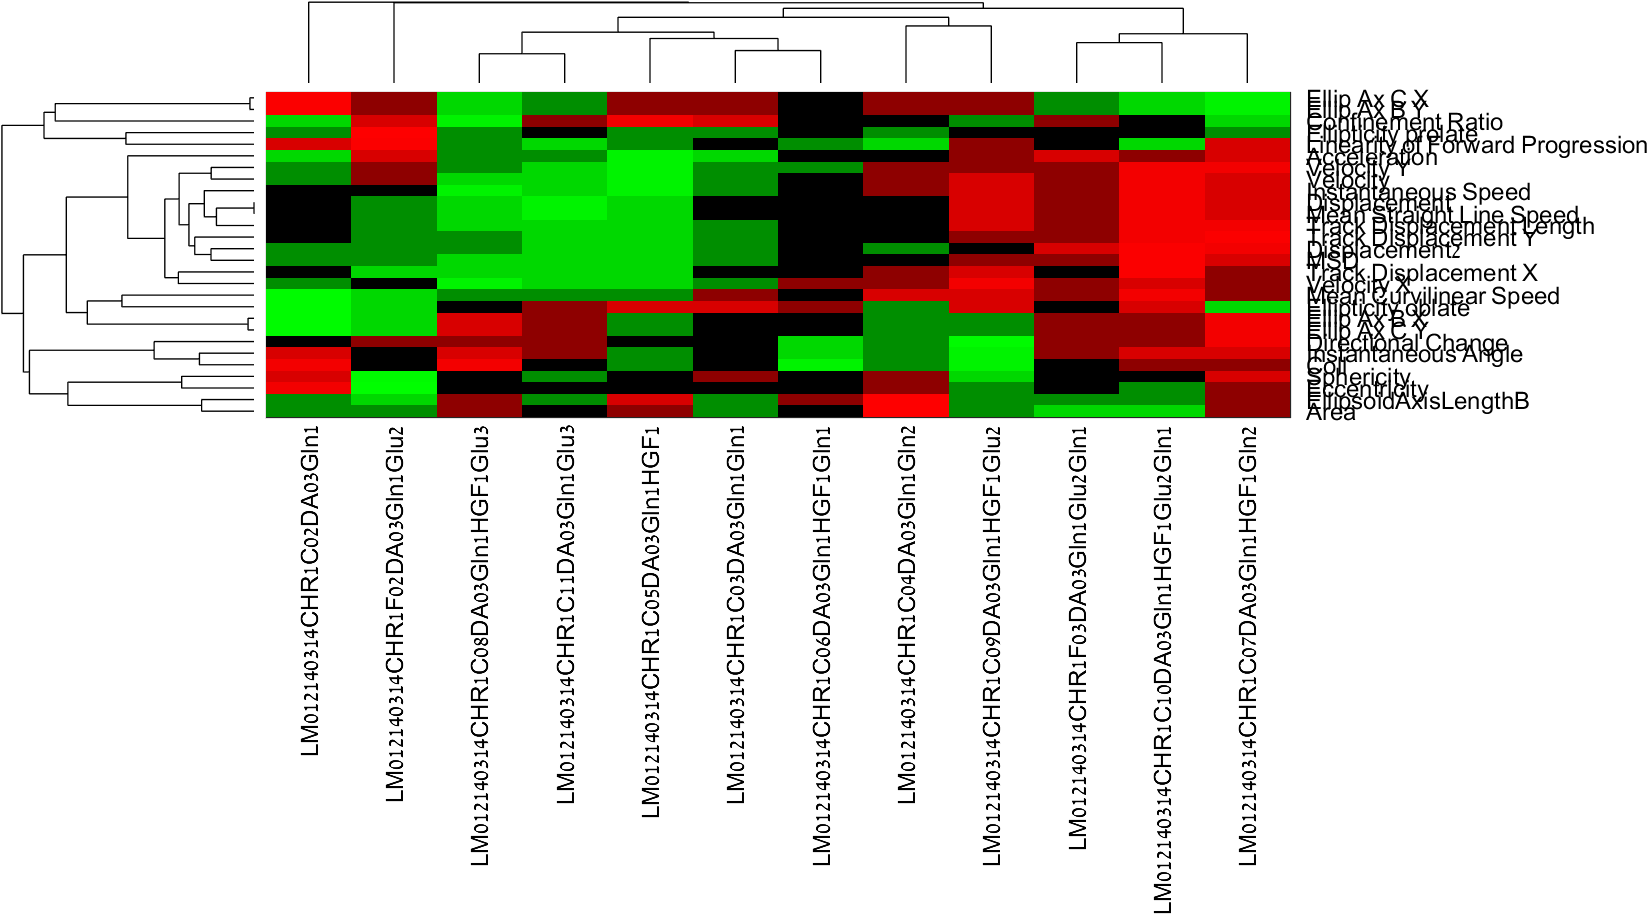 Ellip Ax C X
Ellip Ax B Y
Confinement Ratio
Ellipticity prolate
Linearity of Forward Progression
Acceleration
Velocity Y
Velocity
Instantaneous Speed
Displacement
Mean Straight Line Speed
Track Displacement Length
Track Displacement Y
Displacement2
MSD
Track Displacement X
Velocity X
Mean Curvilinear Speed
Ellipticity oblate
Ellip Ax B X
Ellip Ax C Y
Directional Change
Instantaneous Angle
Coll
Sphericity
Eccentricity
EllipsoidAxisLengthB
Area
LM012140314CHR1C02DA03Gln1
LM012140314CHR1F02DA03Gln1Glu2
LM012140314CHR1C08DA03Gln1HGF1Glu3
LM012140314CHR1C11DA03Gln1Glu3
LM012140314CHR1C05DA03Gln1HGF1
LM012140314CHR1C03DA03Gln1Gln1
LM012140314CHR1C06DA03Gln1HGF1Gln1
LM012140314CHR1C04DA03Gln1Gln2
LM012140314CHR1C09DA03Gln1HGF1Glu2
LM012140314CHR1F03DA03Gln1Glu2Gln1
LM012140314CHR1C10DA03Gln1HGF1Glu2Gln1
LM012140314CHR1C07DA03Gln1HGF1Gln2